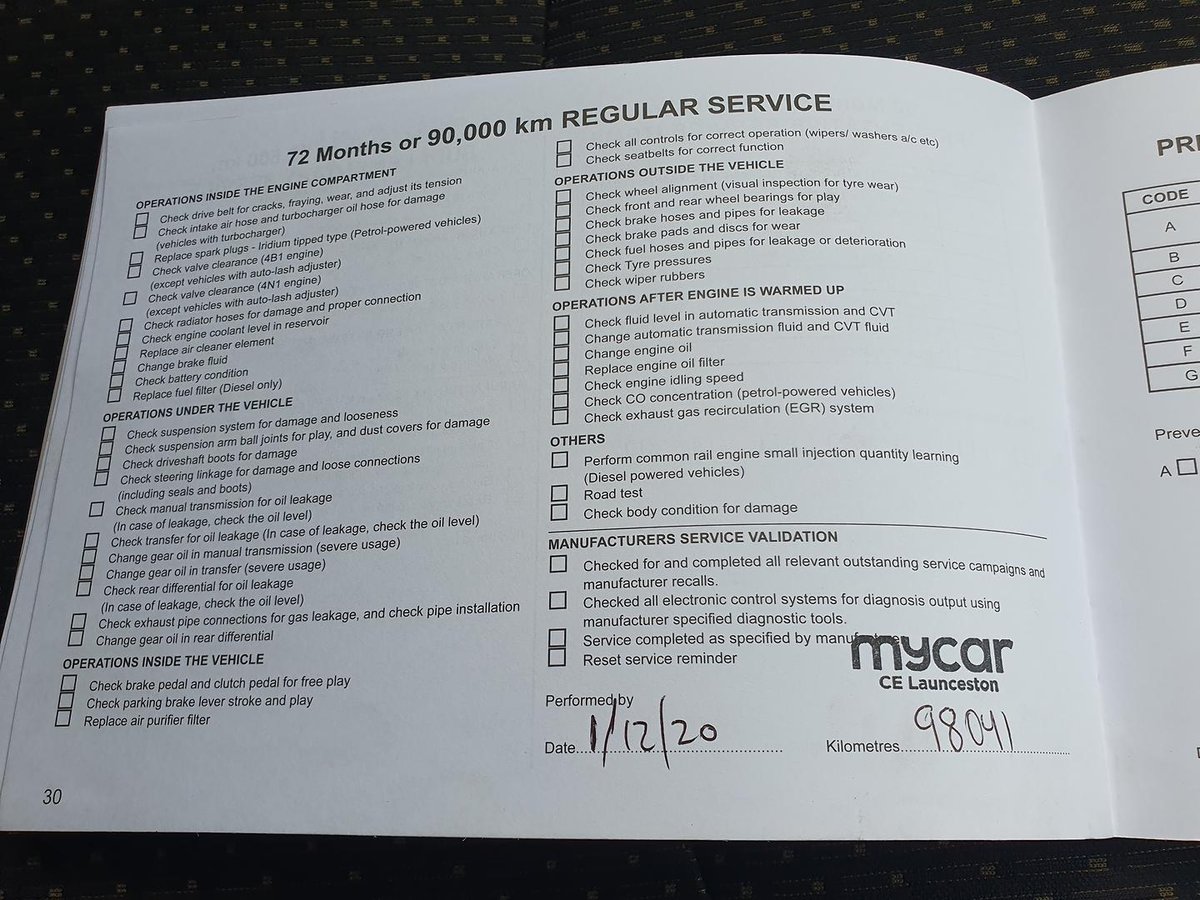 72 Months or 90,000 km REGULAR SERVICE
OPERATIONS INSIDE THE ENGINE COMPARTMENT
Check drive belt for cracks, fraying, wear, and adjust its tension
Check intake air hose and turbocharger oil hose for damage
(vehicles with turbocharger)
Replace spark plugs - Iridium tipped type (Petrol-powered vehicles)
Check valve clearance (4B1 engine)
(except vehicles with auto-lash adjuster)
Check valve clearance (4N1 engine)
(except vehicles with auto-lash adjuster)
Check radiator hoses for damage and proper connection
Check engine coolant level in reservoir
Replace air cleaner element
Change brake fluid
Check battery condition
Replace fuel filter (Diesel only)
OPERATIONS UNDER THE VEHICLE
Check suspension system for damage and looseness
Check suspension arm ball joints for play, and dust covers for damage
Check driveshaft boots for damage
Check steering linkage for damage and loose connections
(including seals and boots)
Check manual transmission for oil leakage
(In case of leakage, check the oil level)
Check transfer for oil leakage (In case of leakage, check the oil level)
Change gear oil in manual transmission (severe usage)
Change gear oil in transfer (severe usage)
Check rear differential for oil leakage
(In case of leakage, check the oil level)
Check exhaust pipe connections for gas leakage, and check pipe installation
Change gear oil in rear differential
OPERATIONS INSIDE THE VEHICLE
Check brake pedal and clutch pedal for free play
Check parking brake lever stroke and play
Replace air purifier filter
30
Check all controls for correct operation (wipers/ washers a/c etc)
Check seatbelts for correct function
OPERATIONS OUTSIDE THE VEHICLE
Check wheel alignment (visual inspection for tyre wear)
Check front and rear wheel bearings for play
Check brake hoses and pipes for leakage
Check brake pads and discs for wear
Check fuel hoses and pipes for leakage or deterioration
Check Tyre pressures
Check wiper rubbers
OPERATIONS AFTER ENGINE IS WARMED UP
Check fluid level in automatic transmission and CVT
Change automatic transmission fluid and CVT fluid
Change engine oil
Replace engine oil filter
Check engine idling speed
Check CO concentration (petrol-powered vehicles)
Check exhaust gas recirculation (EGR) system
OTHERS
Perform common rail engine small injection quantity learning
(Diesel powered vehicles)
Road test
Check body condition for damage
MANUFACTURERS SERVICE VALIDATION
Checked for and completed all relevant outstanding service campaigns and
manufacturer recalls.
Checked all electronic control systems for diagnosis output using
manufacturer specified diagnostic tools.
Service completed as specified by
Reset service reminder
mycar
CE Launceston
Performed by
Date...1/12/20
Kilometres...98041
CODE
A
B
C
D
E
F
G
A